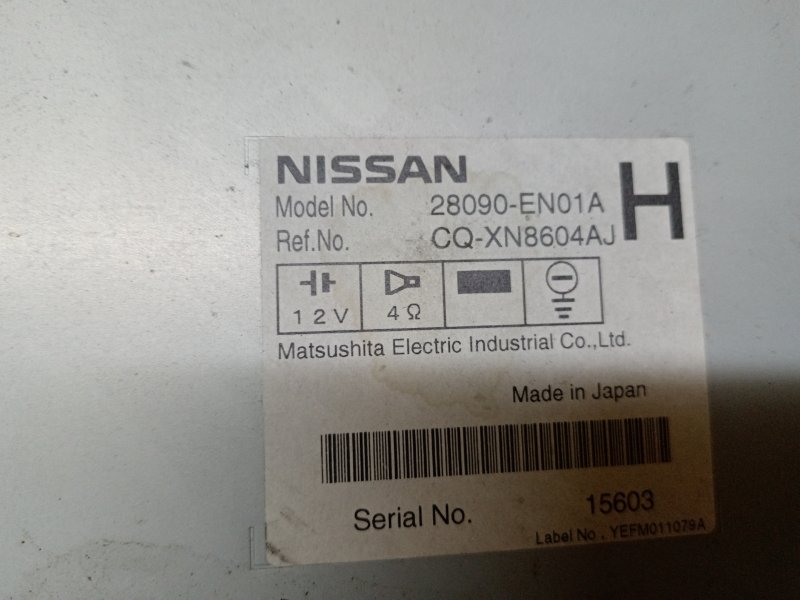 NISSAN
H
Model No. 28090-EN01A
Ref.No. CQ-XN8604AJ
12V 4Ω
Matsushita Electric Industrial Co.,Ltd.
Made in Japan
Serial No. 15603
Label No . YEFM011079A